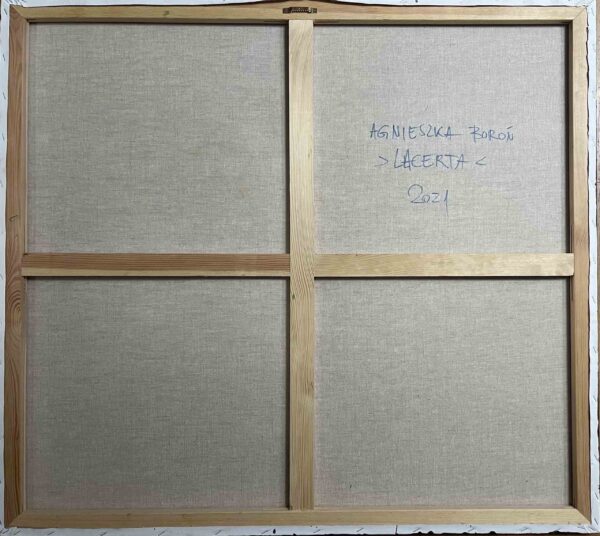 AGNIESZKA BOROŃ
> LACERTA <
2021